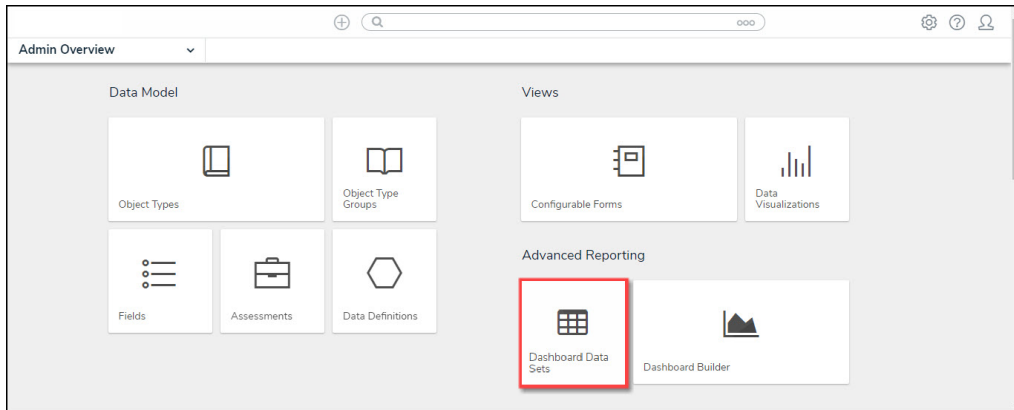 Admin Overview
Data Model
Object Types
Object Type
Groups
Fields
Assessments
Data Definitions
Views
Configurable Forms
Data
Visualizations
Advanced Reporting
Dashboard Data
Sets
Dashboard Builder